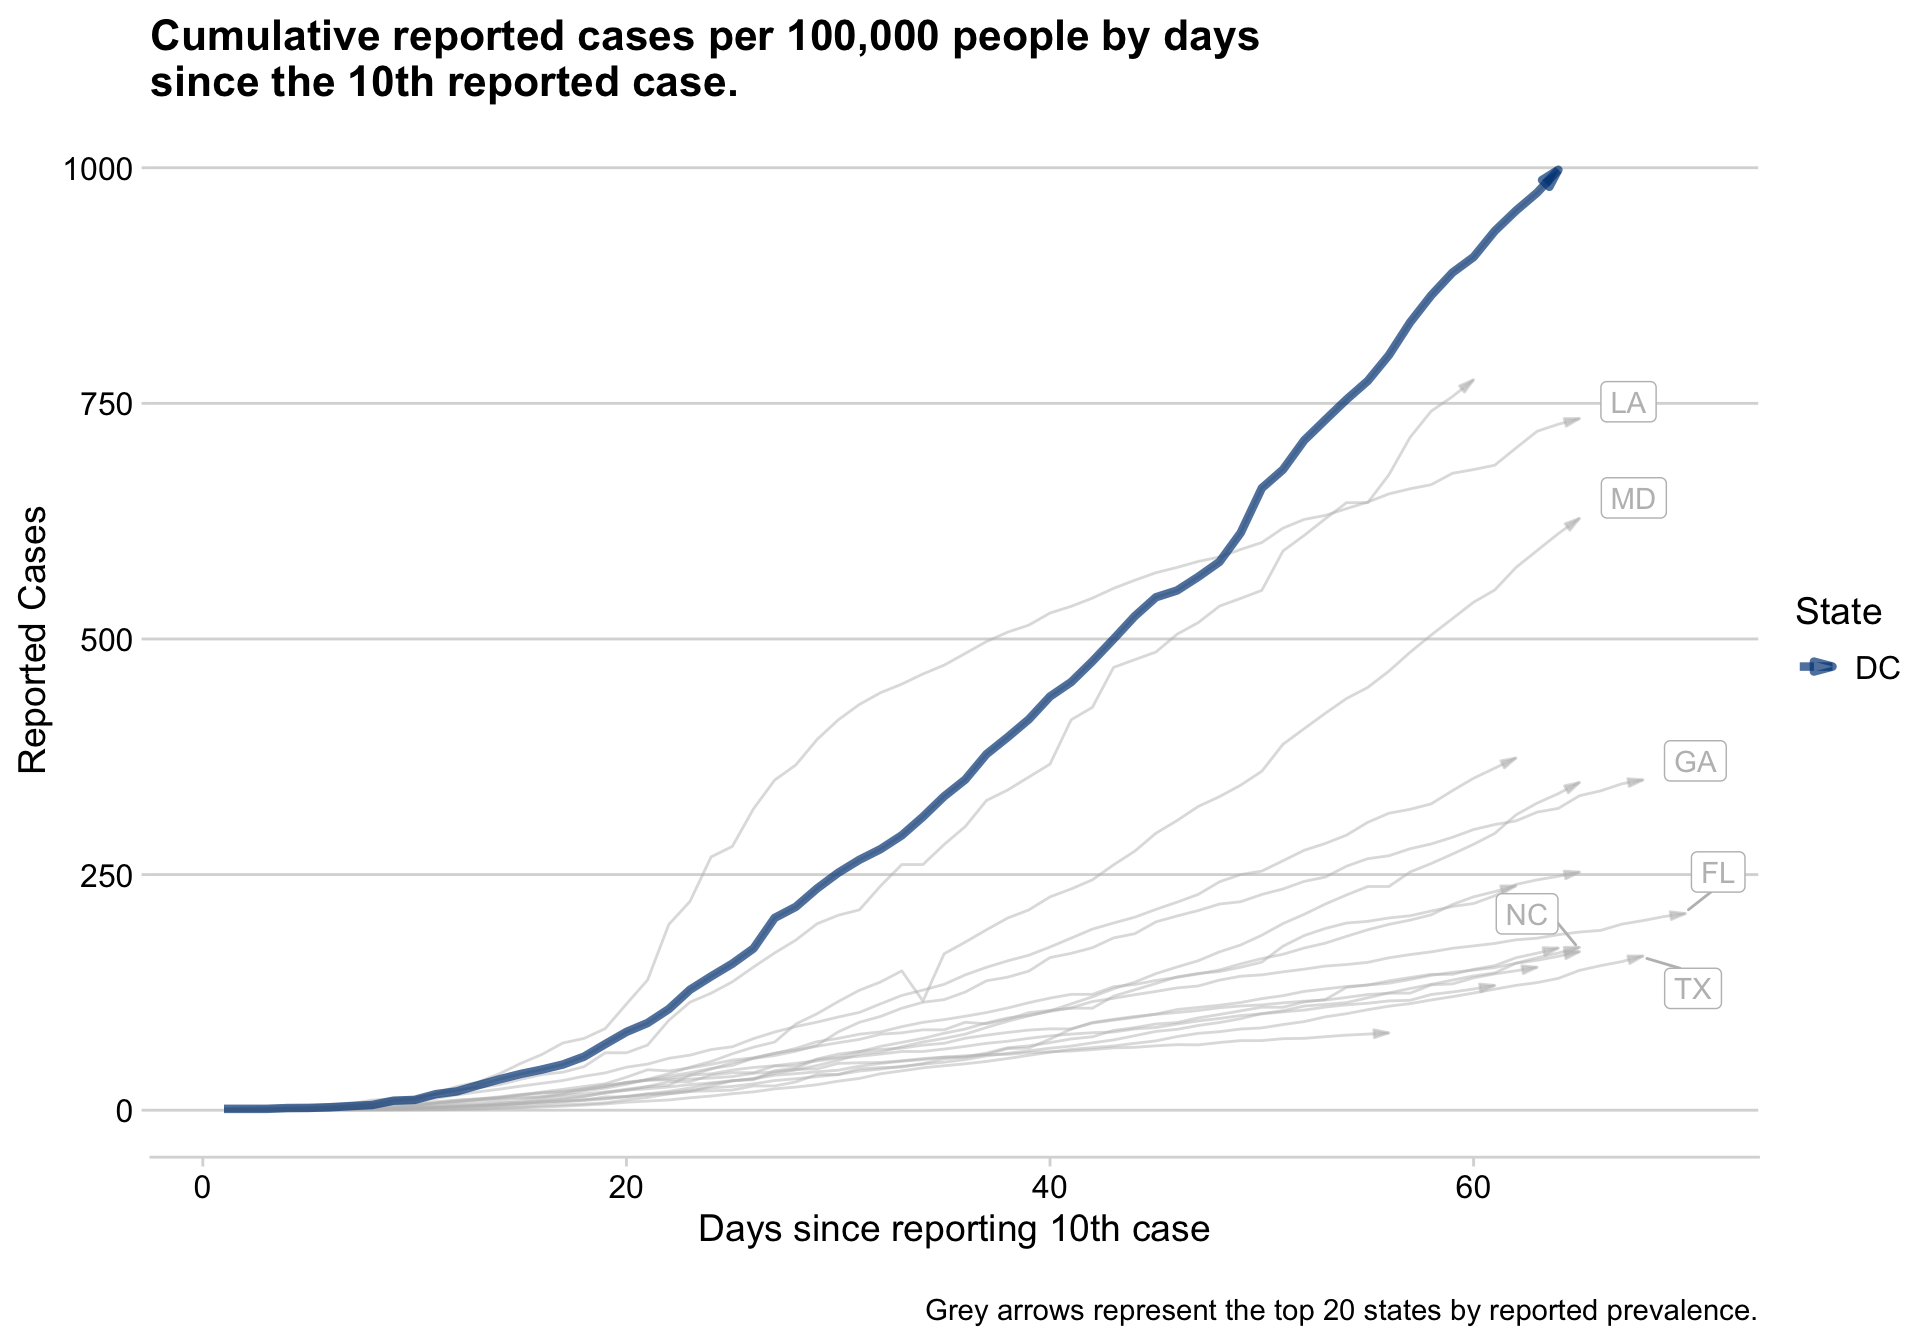 Cumulative reported cases per 100,000 people by days
since the 10th reported case.
1000
750
500
250
0
Reported Cases
LA
MD
GA
FL
NC
TX
State
DC
0
20
40
60
Days since reporting 10th case
Grey arrows represent the top 20 states by reported prevalence.